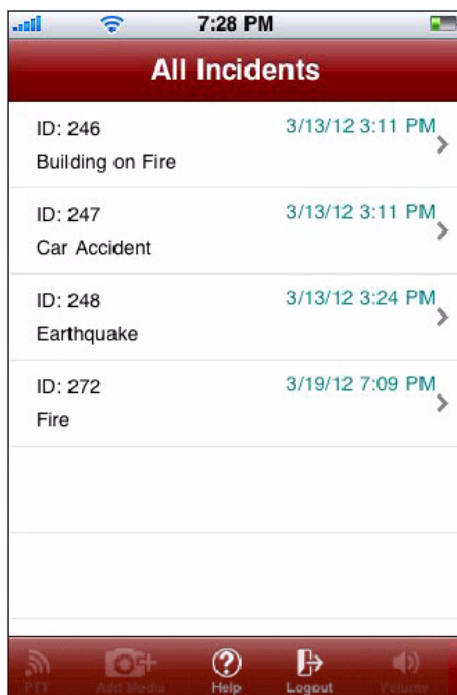 7:28 PM
All Incidents
ID: 246 3/13/12 3:11 PM
Building on Fire
ID: 247 3/13/12 3:11 PM
Car Accident
ID: 248 3/13/12 3:24 PM
Earthquake
ID: 272 3/19/12 7:09 PM
Fire
PTT Add Media Help Logout Volume